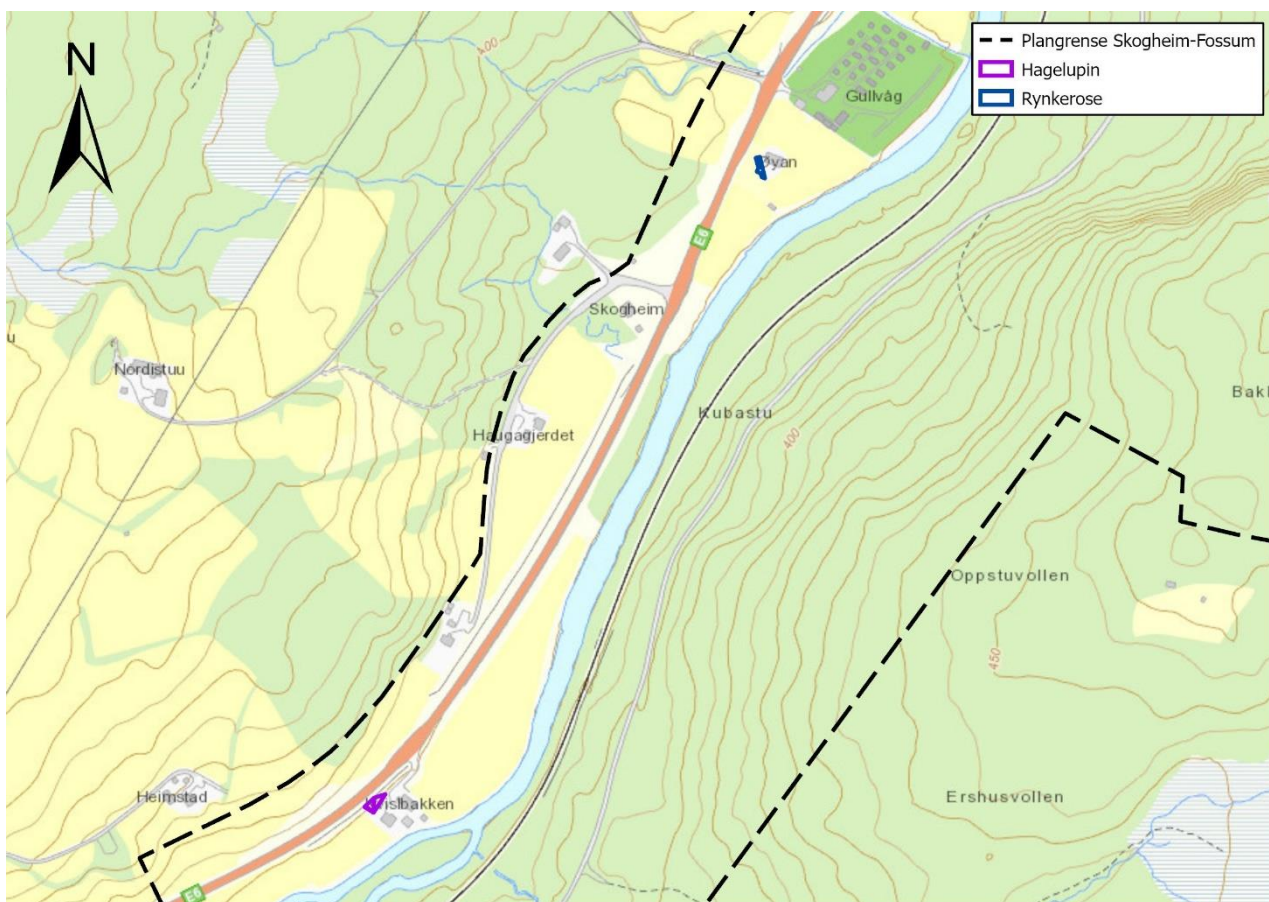 N
Plangrense Skogheim-Fossum
Hagelupin
Rynkerose
400
Gullvåg
Øyan
E6
Skogheim
Nordistuu
Kubastu
Haugagjerdet
400
Oppstuvollen
450
Heimstad
Ershusvollen
E6